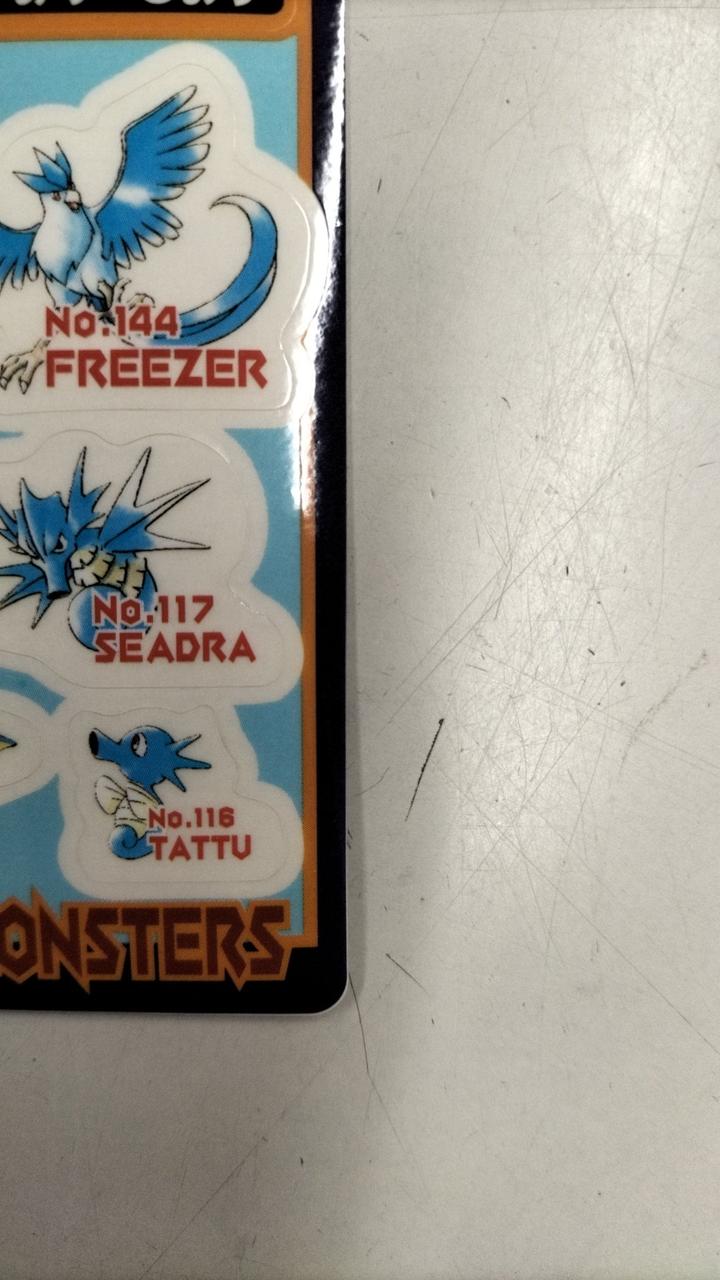 No.144
FREEZER
No.117
SEADRA
No.116
TATTU
ONSTERS